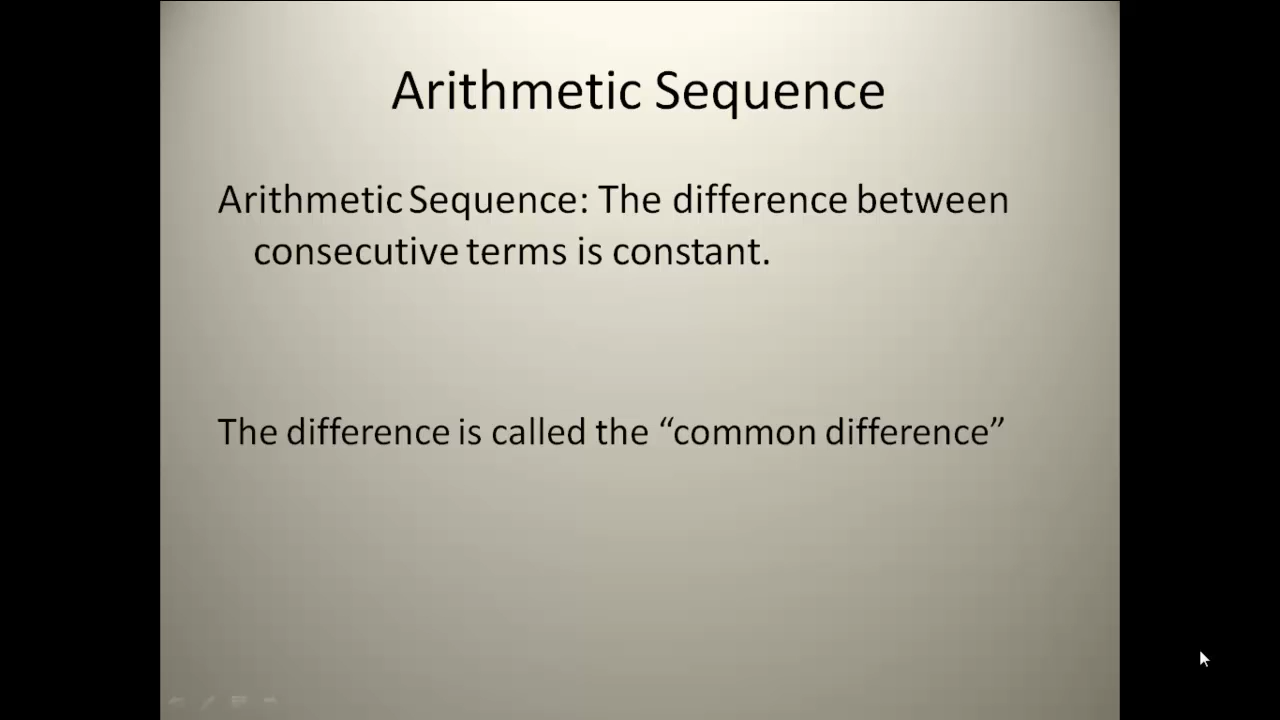 Arithmetic Sequence
Arithmetic Sequence: The difference between
consecutive terms is constant.
The difference is called the “common difference”